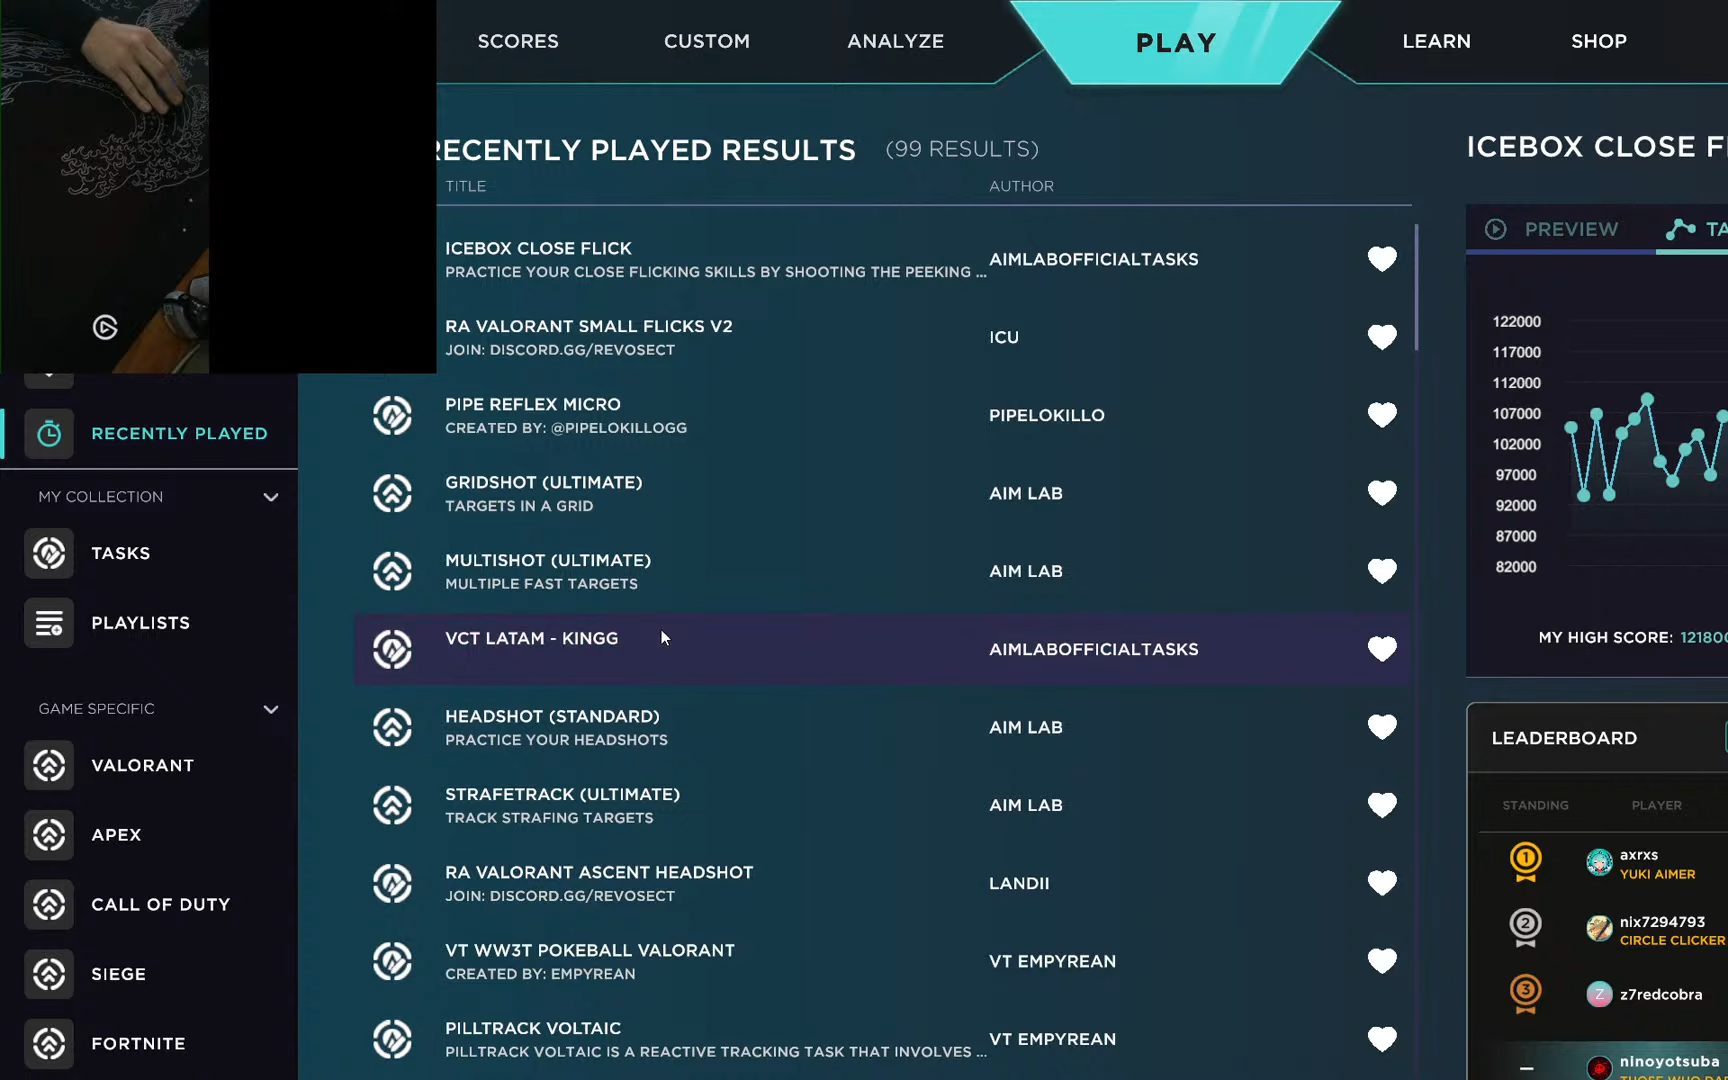 SCORES
CUSTOM
ANALYZE
PLAY
LEARN
SHOP
RECENTLY PLAYED RESULTS (99 RESULTS)
TITLE
AUTHOR
ICEBOX CLOSE FLICK
PRACTICE YOUR CLOSE FLICKING SKILLS BY SHOOTING THE PEEKING ...
AIMLABOFFICIALTASKS
RA VALORANT SMALL FLICKS V2
JOIN: DISCORD.GG/REVOSECT
ICU
PIPE REFLEX MICRO
CREATED BY: @PIPELOKILLOGG
PIPELOKILLO
GRIDSHOT (ULTIMATE)
TARGETS IN A GRID
AIM LAB
MULTISHOT (ULTIMATE)
MULTIPLE FAST TARGETS
AIM LAB
VCT LATAM - KINGG
AIMLABOFFICIALTASKS
HEADSHOT (STANDARD)
PRACTICE YOUR HEADSHOTS
AIM LAB
STRAFETRACK (ULTIMATE)
TRACK STRAFING TARGETS
AIM LAB
RA VALORANT ASCENT HEADSHOT
JOIN: DISCORD.GG/REVOSECT
LANDII
VT WW3T POKEBALL VALORANT
CREATED BY: EMPYREAN
VT EMPYREAN
PILLTRACK VOLTAIC
PILLTRACK VOLTAIC IS A REACTIVE TRACKING TASK THAT INVOLVES ...
VT EMPYREAN
RECENTLY PLAYED
MY COLLECTION
TASKS
PLAYLISTS
GAME SPECIFIC
VALORANT
APEX
CALL OF DUTY
SIEGE
FORTNITE
ICEBOX CLOSE
PREVIEW
TA
122000
117000
112000
107000
102000
97000
92000
87000
82000
MY HIGH SCORE: 12180
LEADERBOARD
STANDING
PLAYER
1
axrxs
YUKI AIMER
2
nix7294793
CIRCLE CLICKER
3
Z
z7redcobra
–
ninoyotsuba